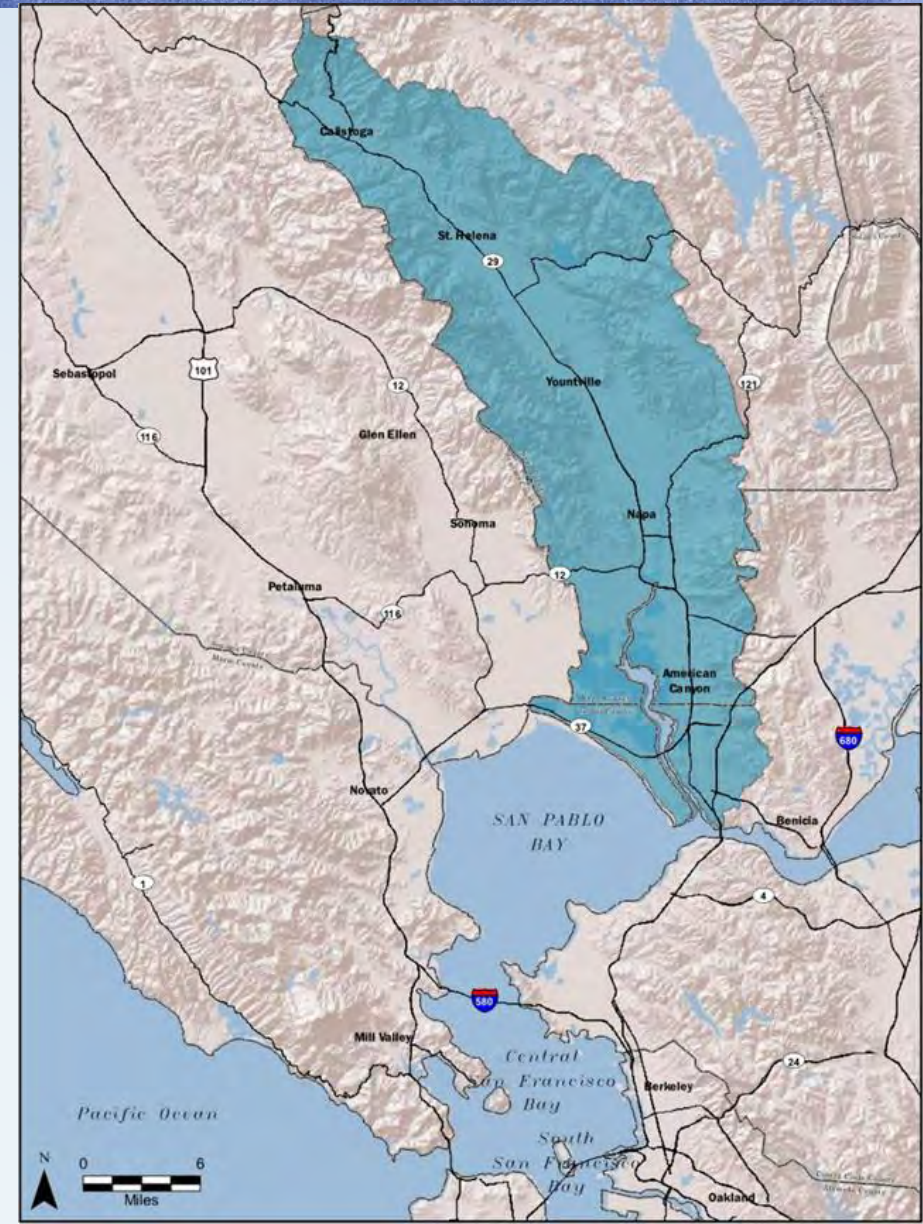 Calistoga
St. Helena
29
Sebastopol
101
12
Yountville
121
116
Glen Ellen
Sonoma
Napa
12
Petaluma
116
American
Canyon
37
680
Novato
SAN PABLO
BAY
Benicia
1
4
580
Mill Valley
Central
San Francisco
Bay
24
Berkeley
Pacific Ocean
South
San Francisco
Bay
Oakland
N
0 6
Miles
Marin County